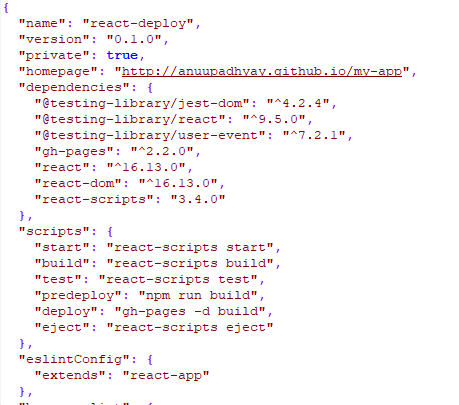 {
"name": "react-deploy",
"version": "0.1.0",
"private": true,
"homepage": "http://anuupadhyay.github.io/my-app",
"dependencies": {
"@testing-library/jest-dom": "^4.2.4",
"@testing-library/react": "^9.5.0",
"@testing-library/user-event": "^7.2.1",
"gh-pages": "^2.2.0",
"react": "^16.13.0",
"react-dom": "^16.13.0",
"react-scripts": "3.4.0"
},
"scripts": {
"start": "react-scripts start",
"build": "react-scripts build",
"test": "react-scripts test",
"predeploy": "npm run build",
"deploy": "gh-pages -d build",
"eject": "react-scripts eject"
},
"eslintConfig": {
"extends": "react-app"
},